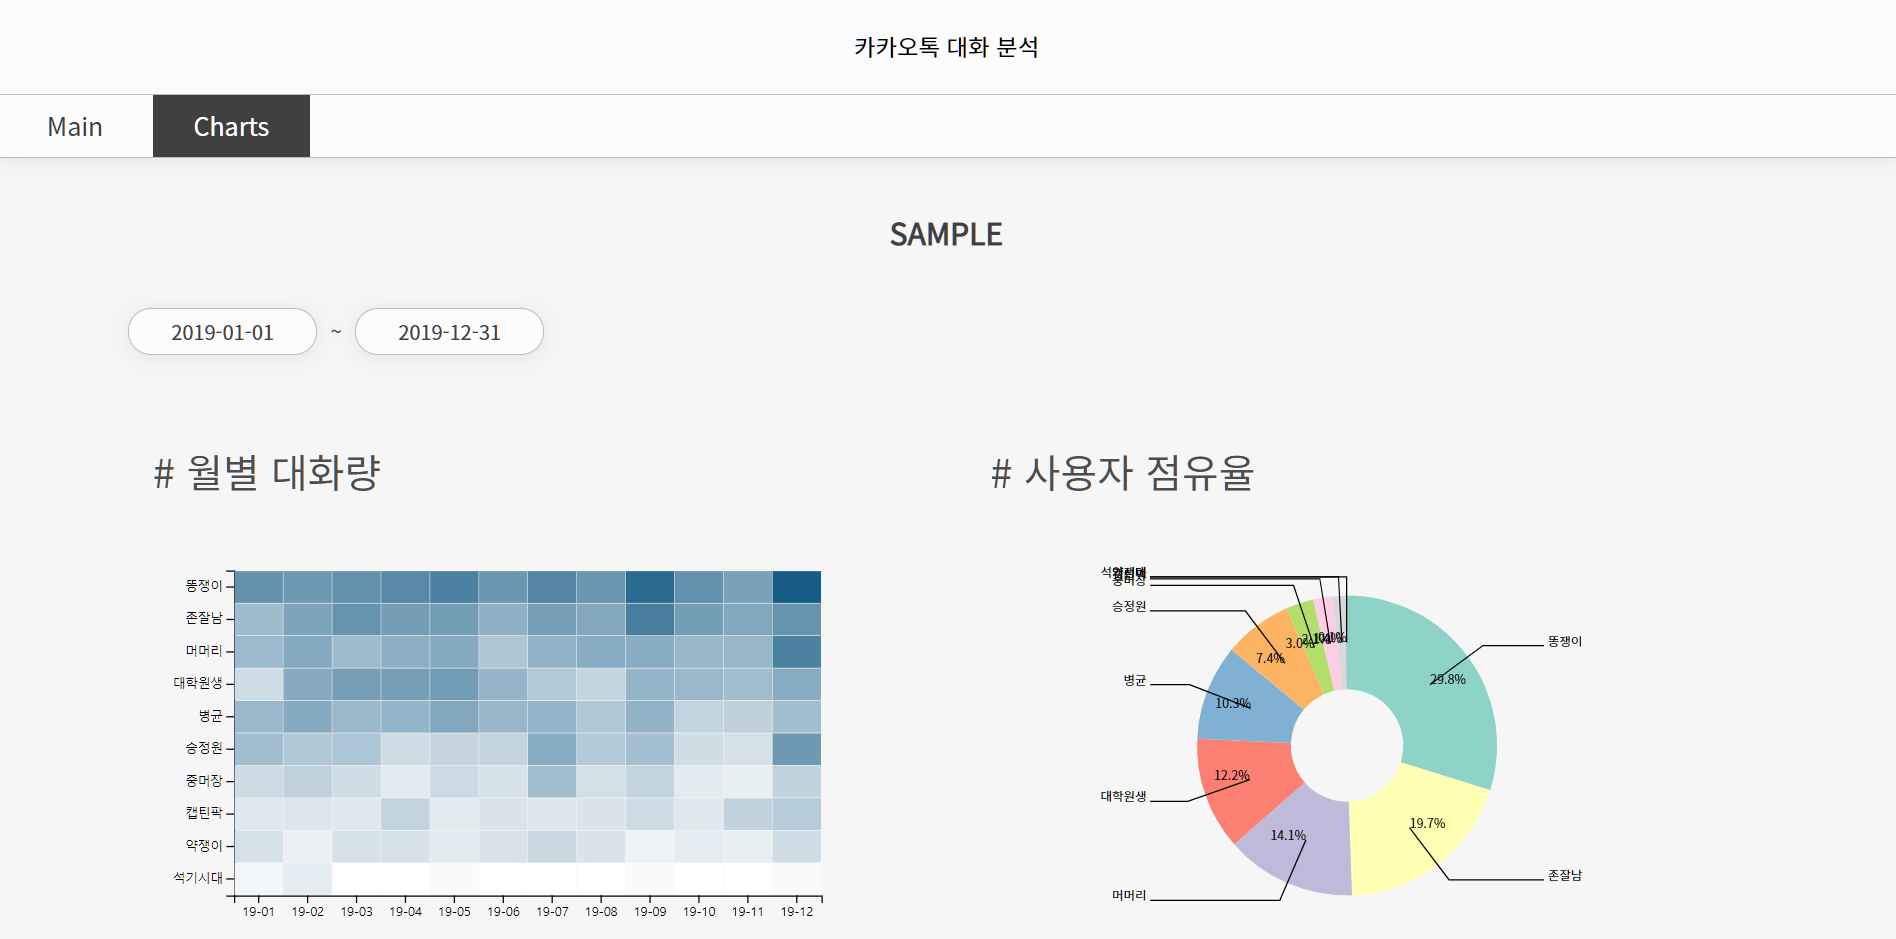 카카오톡 대화 분석
Main
Charts
SAMPLE
2019-01-01 ~ 2019-12-31
# 월별 대화량
똥쟁이
존잘남
머머리
대학원생
병균
승정원
중머장
캡틴팍
약쟁이
석기시대
19-01 19-02 19-03 19-04 19-05 19-06 19-07 19-08 19-09 19-10 19-11 19-12
# 사용자 점유율
중머장
승정원
병균
대학원생
머머리
똥쟁이
존잘남
29.8%
19.7%
14.1%
12.2%
10.3%
7.4%
3.0%